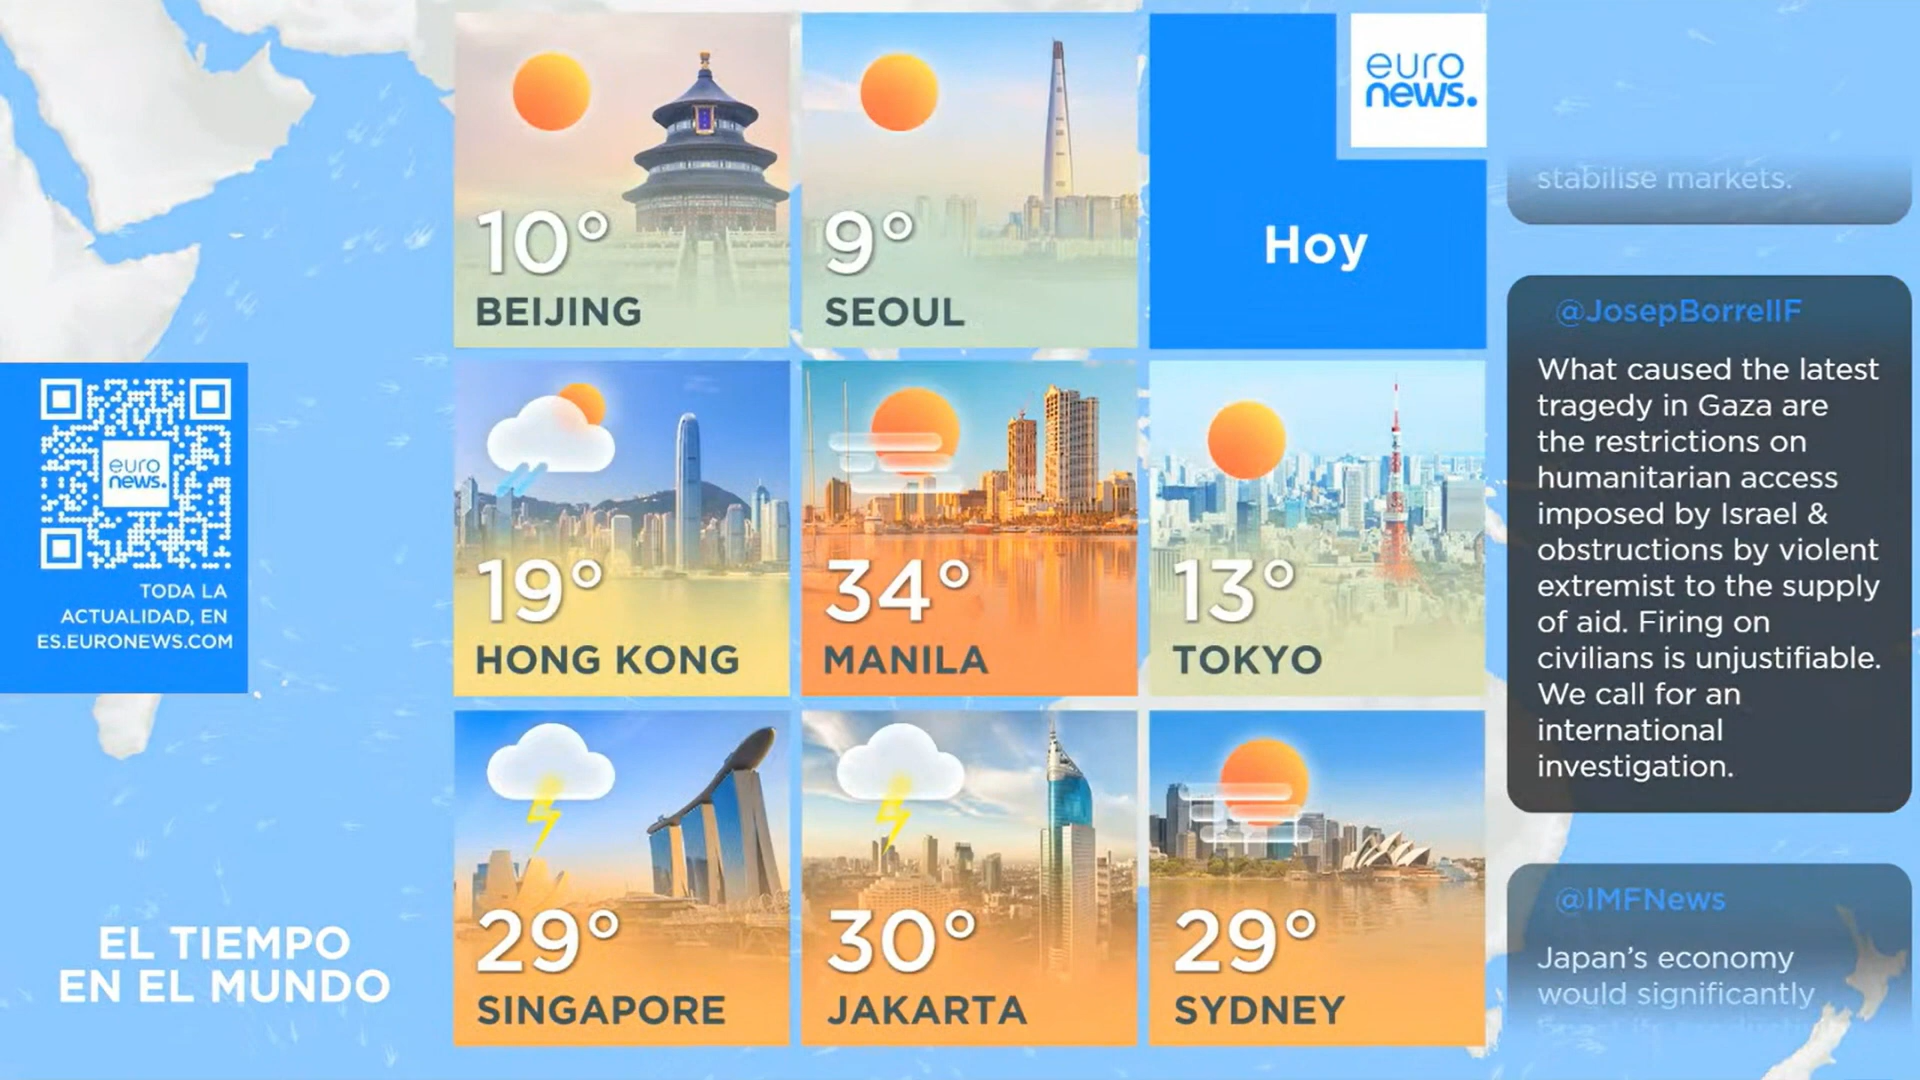 10°
BEIJING
9°
SEOUL
Hoy
euro
news.
19°
HONG KONG
34°
MANILA
13°
TOKYO
29°
SINGAPORE
30°
JAKARTA
29°
SYDNEY
euro
news.
TODA LA
ACTUALIDAD, EN
ES.EURONEWS.COM
EL TIEMPO
EN EL MUNDO
stabilise markets.
@JosepBorrellF
What caused the latest
tragedy in Gaza are
the restrictions on
humanitarian access
imposed by Israel &
obstructions by violent
extremist to the supply
of aid. Firing on
civilians is unjustifiable.
We call for an
international
investigation.
@IMFNews
Japan’s economy
would significantly